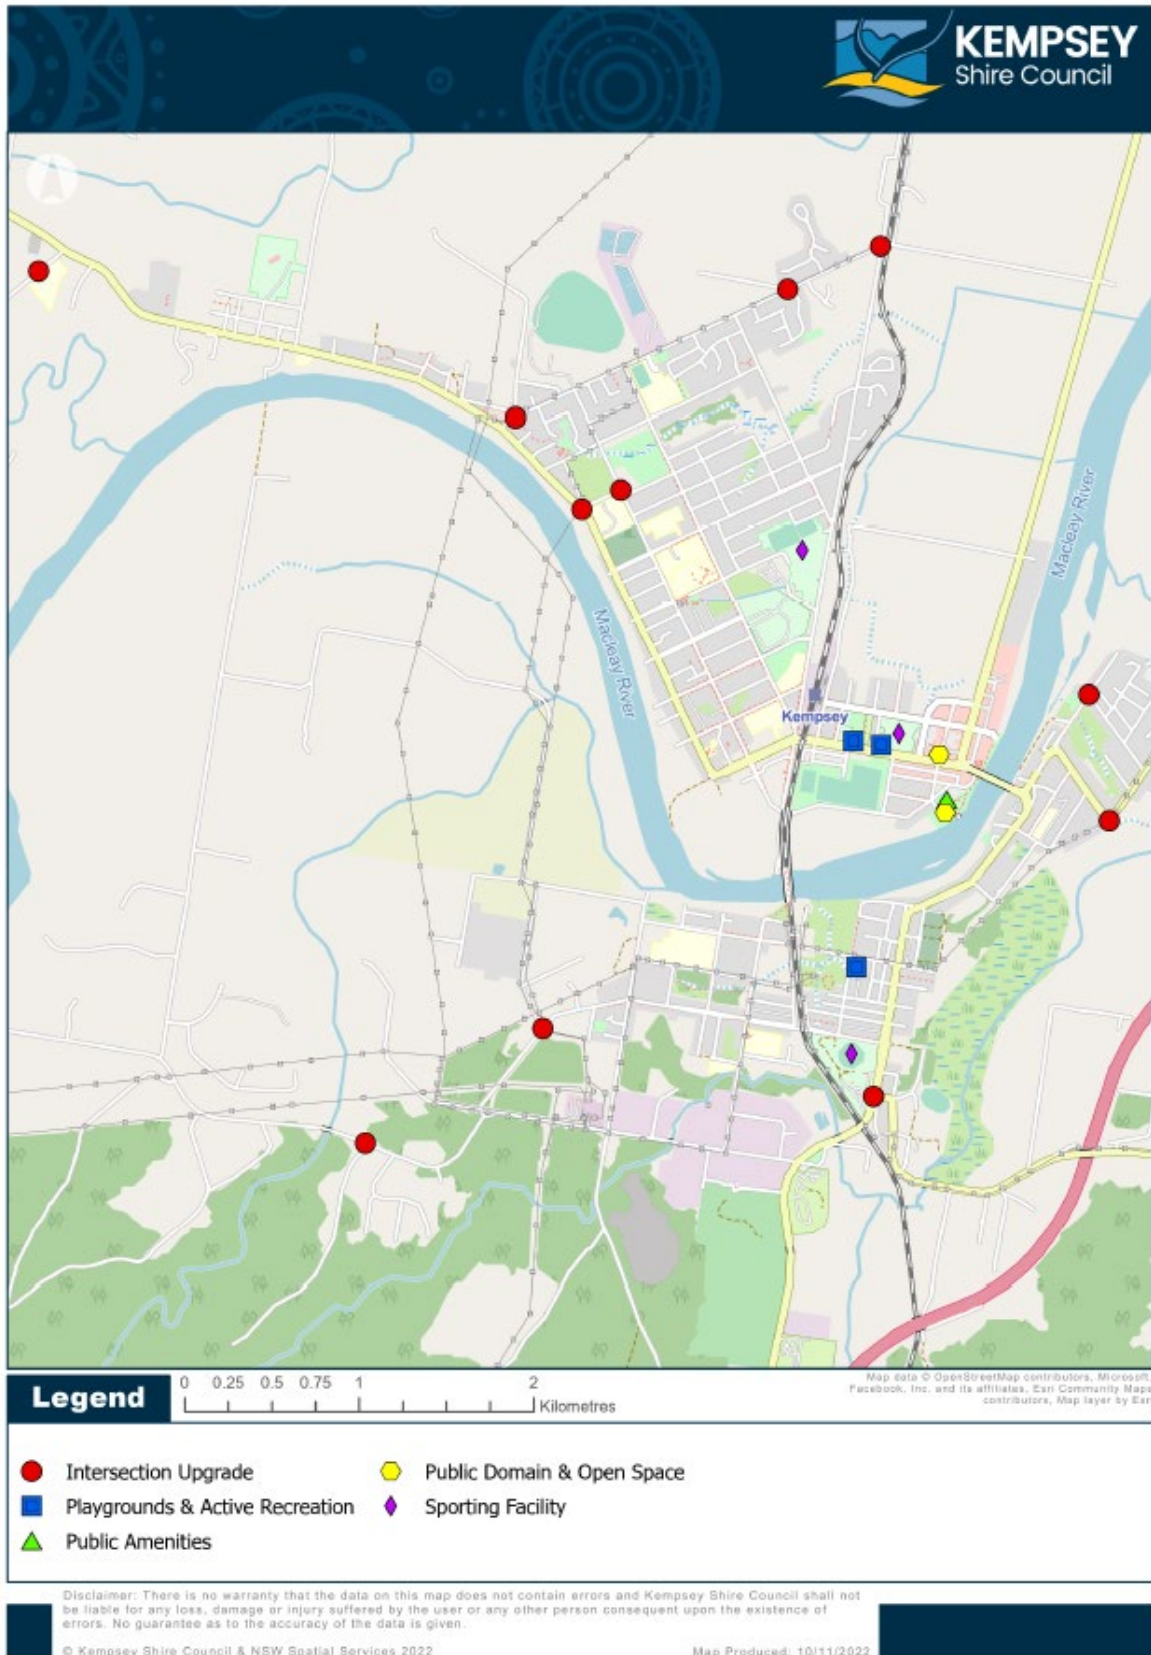 KEMPSEY
Shire Council
Macleay River
Macleay River
Kempsey
Legend
0 0.25 0.5 0.75 1 2
Kilometres
Map data © OpenStreetMap contributors, Microsoft,
Facebook, Inc. and its affiliates, Esri Community Maps
contributors, Map layer by Esri
Intersection Upgrade
Public Domain & Open Space
Playgrounds & Active Recreation
Sporting Facility
Public Amenities
Disclaimer: There is no warranty that the data on this map does not contain errors and Kempsey Shire Council shall not
be liable for any loss, damage or injury suffered by the user or any other person consequent upon the existence of
errors. No guarantee as to the accuracy of the data is given.
© Kempsey Shire Council & NSW Spatial Services 2022
Map Produced: 10/11/2022